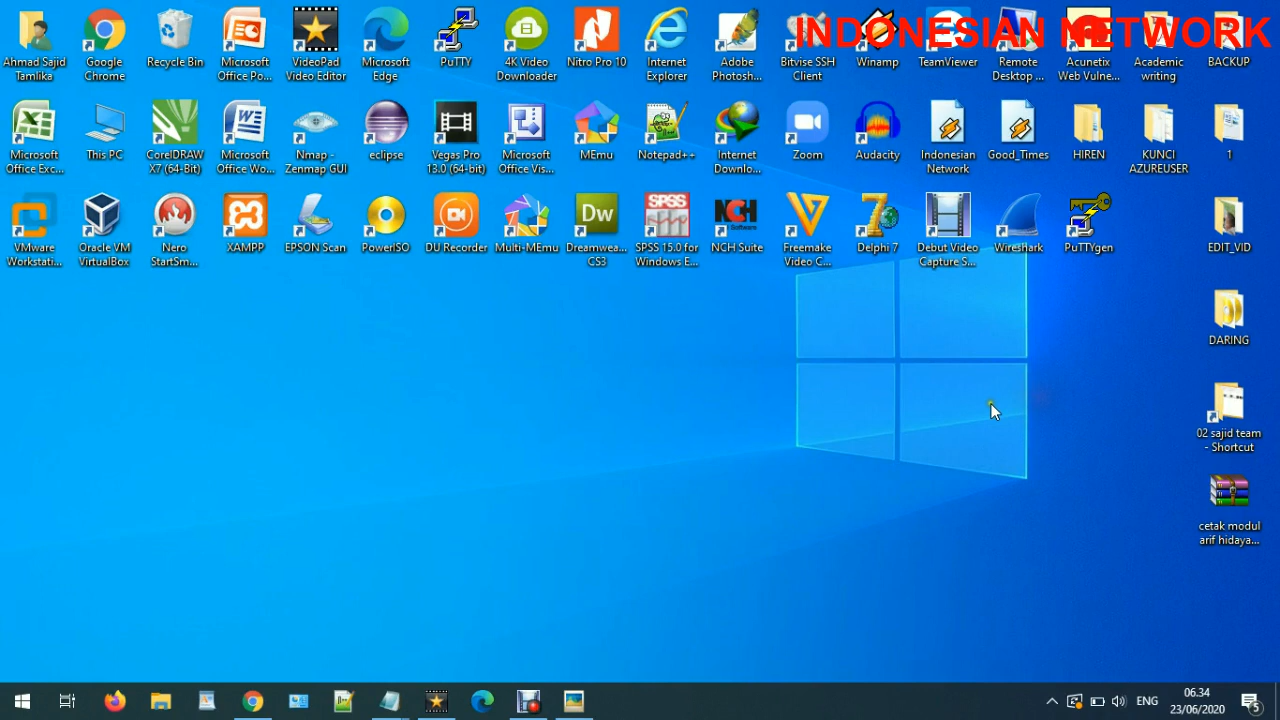 INDONESIAN NETWORK
Ahmad Sajid
Tamlika
Google
Chrome
Recycle Bin
Microsoft
Office Po...
VideoPad
Video Editor
Microsoft
Edge
PuTTY
4K Video
Downloader
Nitro Pro 10
Internet
Explorer
Adobe
Photosh...
Bitvise SSH
Client
Winamp
TeamViewer
Remote
Desktop ...
Acunetix
Web Vulne...
Academic
writing
BACKUP
Microsoft
Office Exc...
This PC
CorelDRAW
X7 (64-Bit)
Microsoft
Office Wo...
Nmap -
Zenmap GUI
eclipse
Vegas Pro
13.0 (64-bit)
Microsoft
Office Vis...
MEmu
Notepad++
Internet
Downlo...
Zoom
Audacity
Indonesian
Network
Good_Times
HIREN
KUNCI
AZUREUSER
1
VMware
Workstati...
Oracle VM
VirtualBox
Nero
StartSm...
XAMPP
EPSON Scan
PowerISO
DU Recorder
Multi-MEmu
Dw
Dreamwea...
CS3
SPSS
SPSS 15.0 for
Windows E...
NCH
Software
NCH Suite
Freemake
Video C...
Delphi 7
Debut Video
Capture S...
Wireshark
PuTTYgen
EDIT_VID
DARING
02 sajid team
- Shortcut
cetak modul
arif hidaya...
ENG
06.34
23/06/2020
5